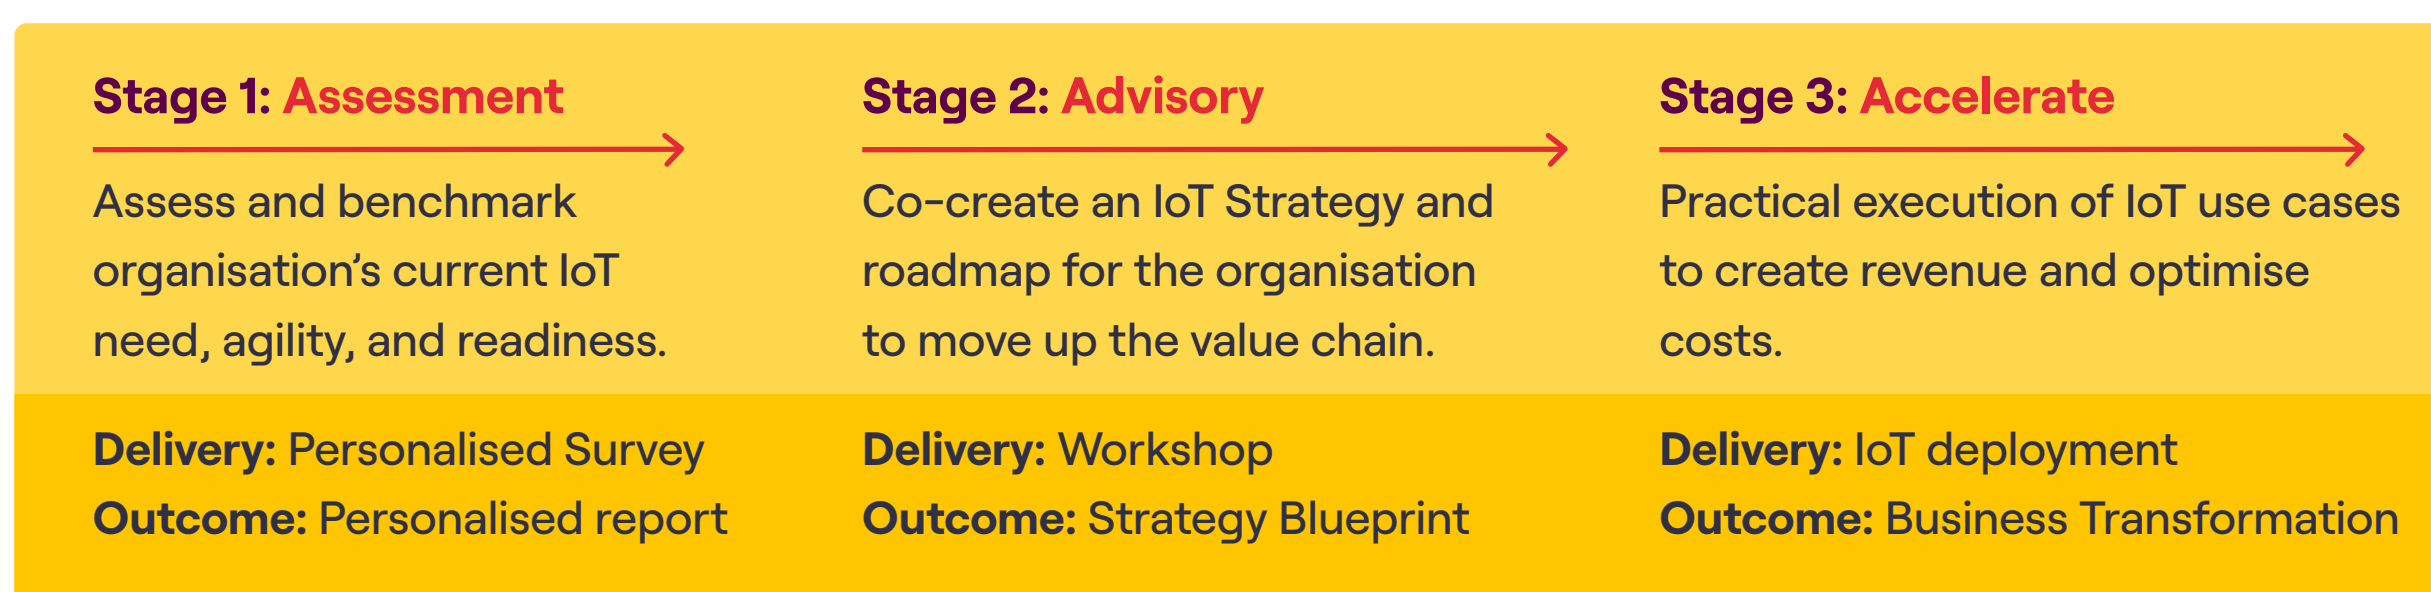 Stage 1: Assessment
Assess and benchmark
organisation’s current IoT
need, agility, and readiness.
Delivery: Personalised Survey
Outcome: Personalised report
Stage 2: Advisory
Co-create an IoT Strategy and
roadmap for the organisation
to move up the value chain.
Delivery: Workshop
Outcome: Strategy Blueprint
Stage 3: Accelerate
Practical execution of IoT use cases
to create revenue and optimise
costs.
Delivery: IoT deployment
Outcome: Business Transformation